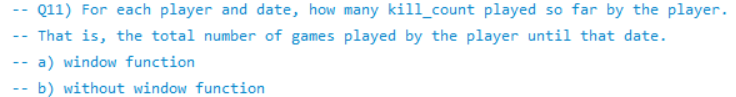 -- Q11) For each player and date, how many kill_count played so far by the player.
-- That is, the total number of games played by the player until that date.
-- a) window function
-- b) without window function